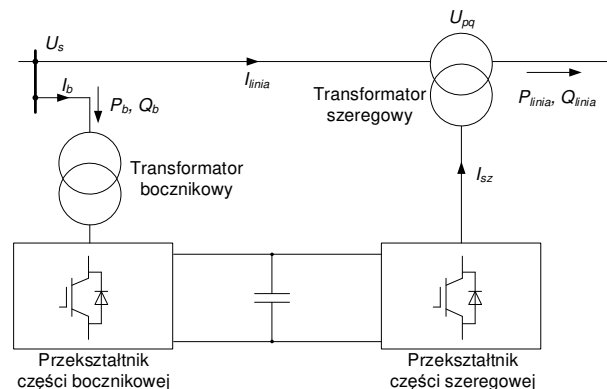 U_pq
U_s
I_linia
I_b
P_b, Q_b
Transformator
szeregowy
P_linia, Q_linia
Transformator
bocznikowy
I_sz
Przekształtnik
części bocznikowej
Przekształtnik
części szeregowej